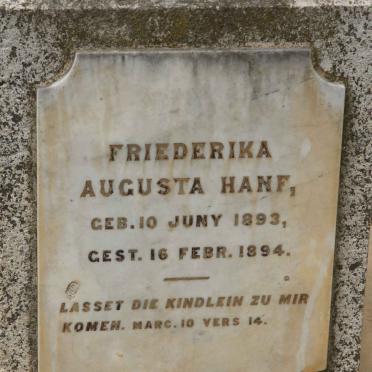 FRIEDERIKA
AUGUSTA HANF,
GEB. 10 JUNY 1893,
GEST. 16 FEBR. 1894.
LASSET DIE KINDLEIN ZU MIR
KOMEN. MARC. 10 VERS 14.